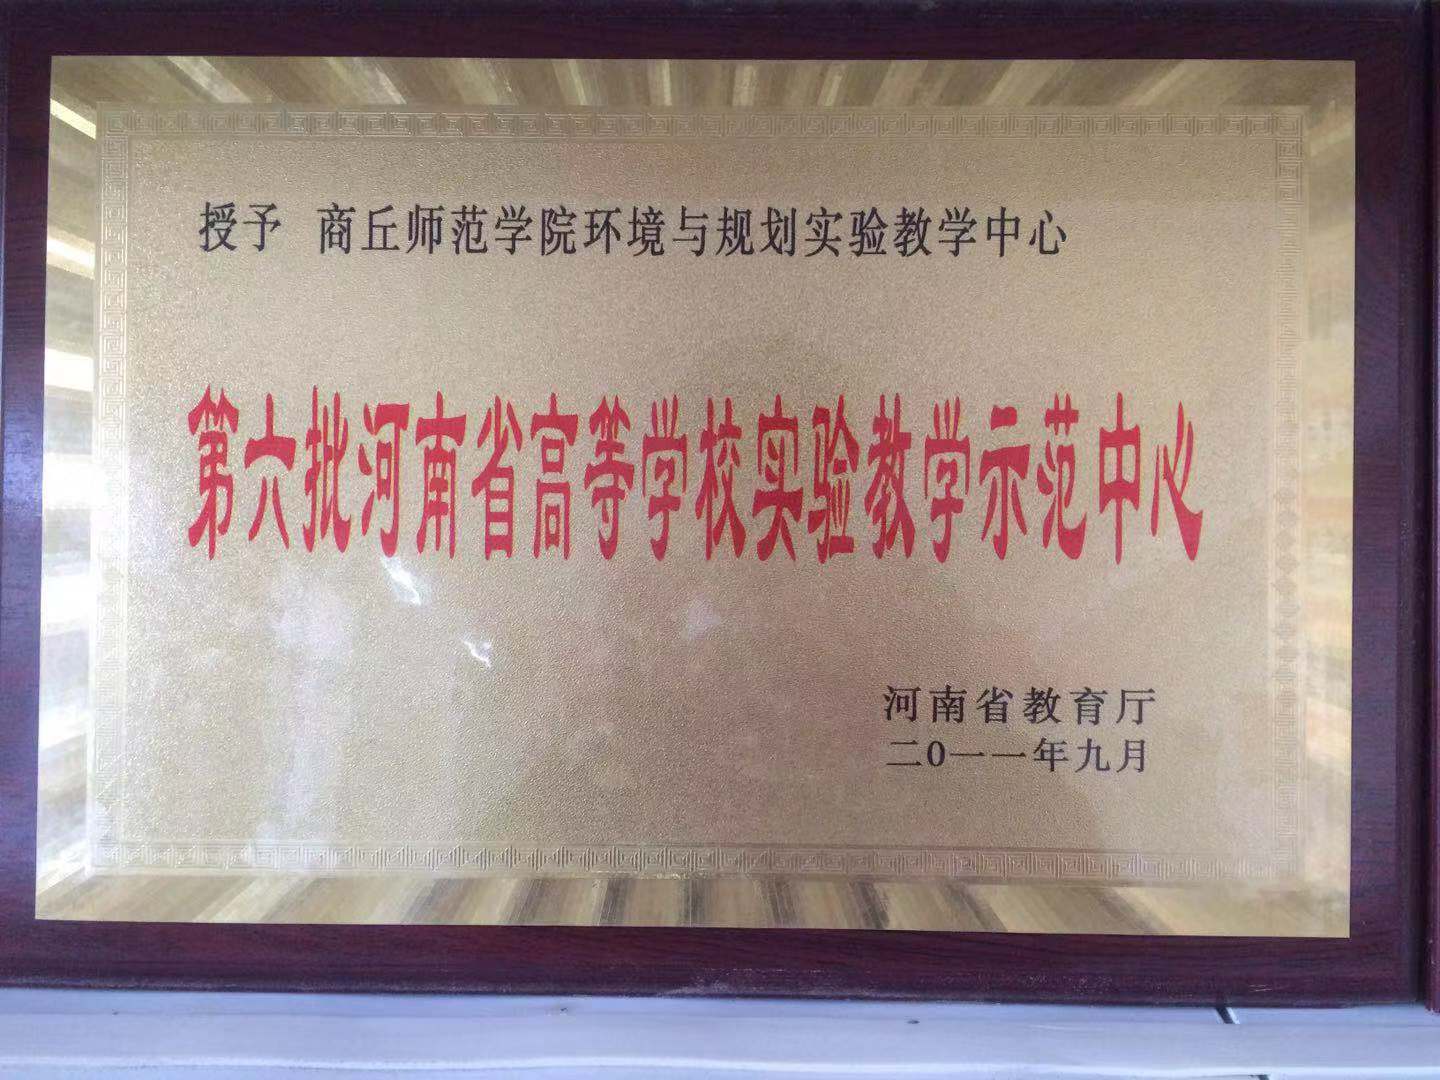 授予 商丘师范学院环境与规划实验教学中心
第六批河南省高等学校实验教学示范中心
河南省教育厅
二0一一年九月